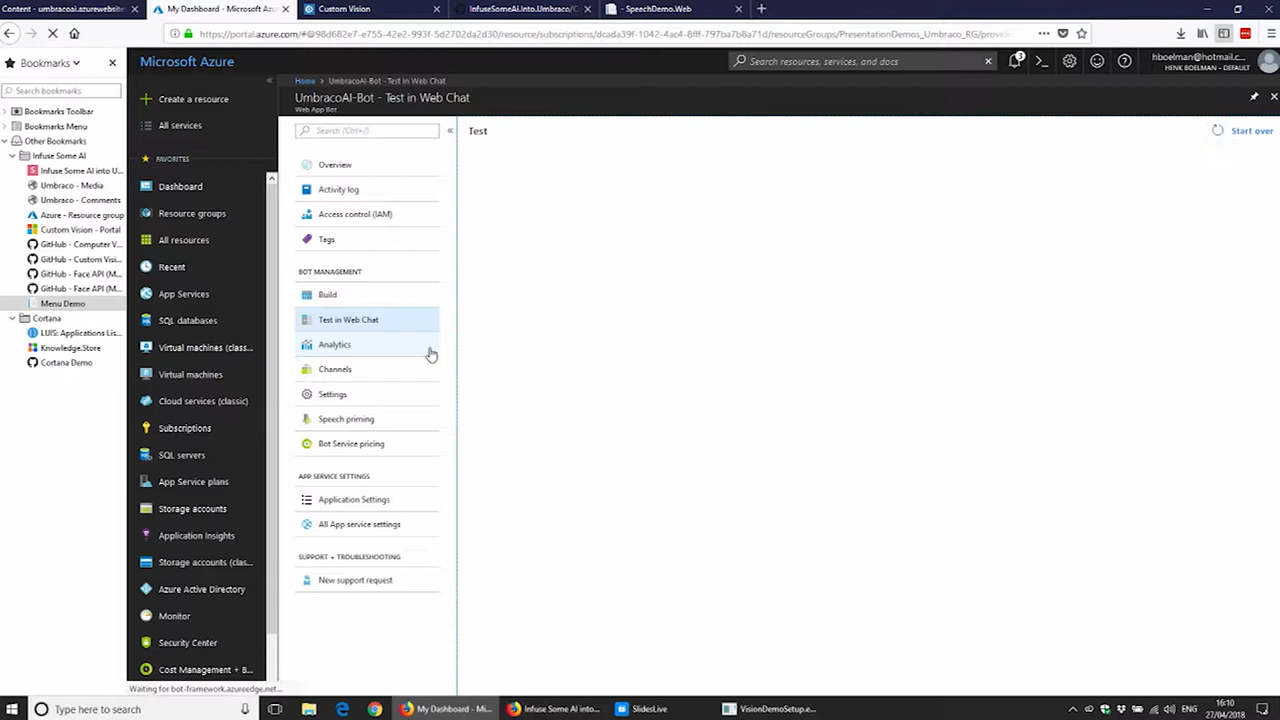 Content - umbracoai.azurewebsite
My Dashboard - Microsoft Az
Custom Vision
InfuseSomeAI.Into.Umbraco/C
- SpeechDemo.Web
https://portal.azure.com/#@98d682e7-e755-42e2-993f-5d2702da2d30/resource/subscriptions/dcada39f-1042-4ac4-8fff-797ba7b8a71d/resourceGroups/PresentationDemos_Umbraco_RG/provid
Bookmarks
Search bookmarks
Bookmarks Toolbar
Bookmarks Menu
Other Bookmarks
Infuse Some AI
Infuse Some AI into U...
Umbraco - Media
Umbraco - Comments
Azure - Resource group
Custom Vision - Portal
GitHub - Computer V...
GitHub - Custom Visi...
GitHub - Face API (M...
GitHub - Face API (M...
Menu Demo
Cortana
LUIS: Applications Lis...
Knowledge.Store
Cortana Demo
Microsoft Azure
Search resources, services, and docs
3
hboelman@hotmail.c...
HENK BOELMAN - DEFAULT
Create a resource
All services
FAVORITES
Dashboard
Resource groups
All resources
Recent
App Services
SQL databases
Virtual machines (class...
Virtual machines
Cloud services (classic)
Subscriptions
SQL servers
App Service plans
Storage accounts
Application Insights
Storage accounts (clas...
Azure Active Directory
Monitor
Security Center
Cost Management + B...
Home > UmbracoAI-Bot - Test in Web Chat
UmbracoAI-Bot - Test in Web Chat
Web App Bot
Search (Ctrl+/)
Overview
Activity log
Access control (IAM)
Tags
BOT MANAGEMENT
Build
Test in Web Chat
Analytics
Channels
Settings
Speech priming
Bot Service pricing
APP SERVICE SETTINGS
Application Settings
All App service settings
SUPPORT + TROUBLESHOOTING
New support request
Test
Start over
Waiting for bot-framework.azureedge.net...
Type here to search
My Dashboard - Mi...
Infuse Some AI into...
SlidesLive
VisionDemoSetup.e...
ENG
16:10
27/04/2018